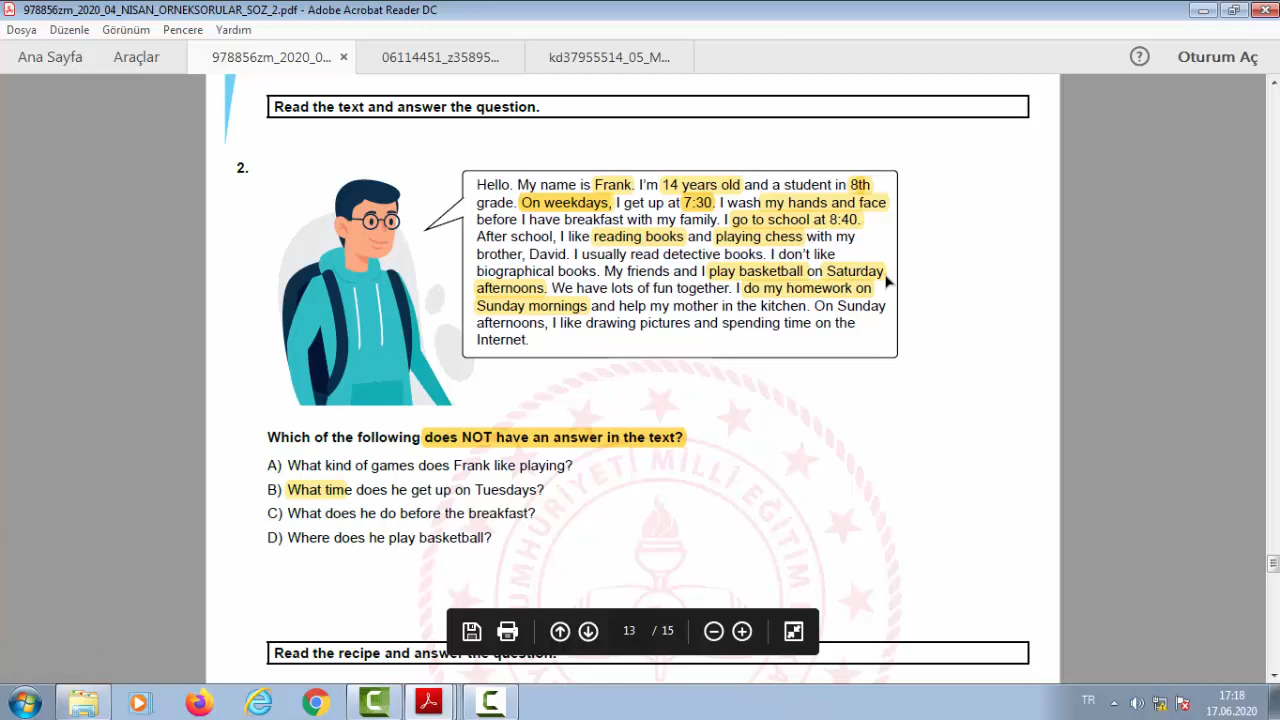 978856zm_2020_04_NISAN_ORNEKSORULAR_SOZ_2.pdf - Adobe Acrobat Reader DC
Dosya Düzenle Görünüm Pencere Yardım
Ana Sayfa Araçlar 978856zm_2020_0... × 06114451_z35895... kd37955514_05_M... ? Oturum Aç
Read the text and answer the question.
2.
Hello. My name is Frank. I'm 14 years old and a student in 8th
grade. On weekdays, I get up at 7:30. I wash my hands and face
before I have breakfast with my family. I go to school at 8:40.
After school, I like reading books and playing chess with my
brother, David. I usually read detective books. I don't like
biographical books. My friends and I play basketball on Saturday
afternoons. We have lots of fun together. I do my homework on
Sunday mornings and help my mother in the kitchen. On Sunday
afternoons, I like drawing pictures and spending time on the
Internet.
Which of the following does NOT have an answer in the text?
A) What kind of games does Frank like playing?
B) What time does he get up on Tuesdays?
C) What does he do before the breakfast?
D) Where does he play basketball?
CUMHURİYETİ MİLLÎ EĞİTİM
13 / 15
Read the recipe and answer the question.
TR 17:18
17.06.2020